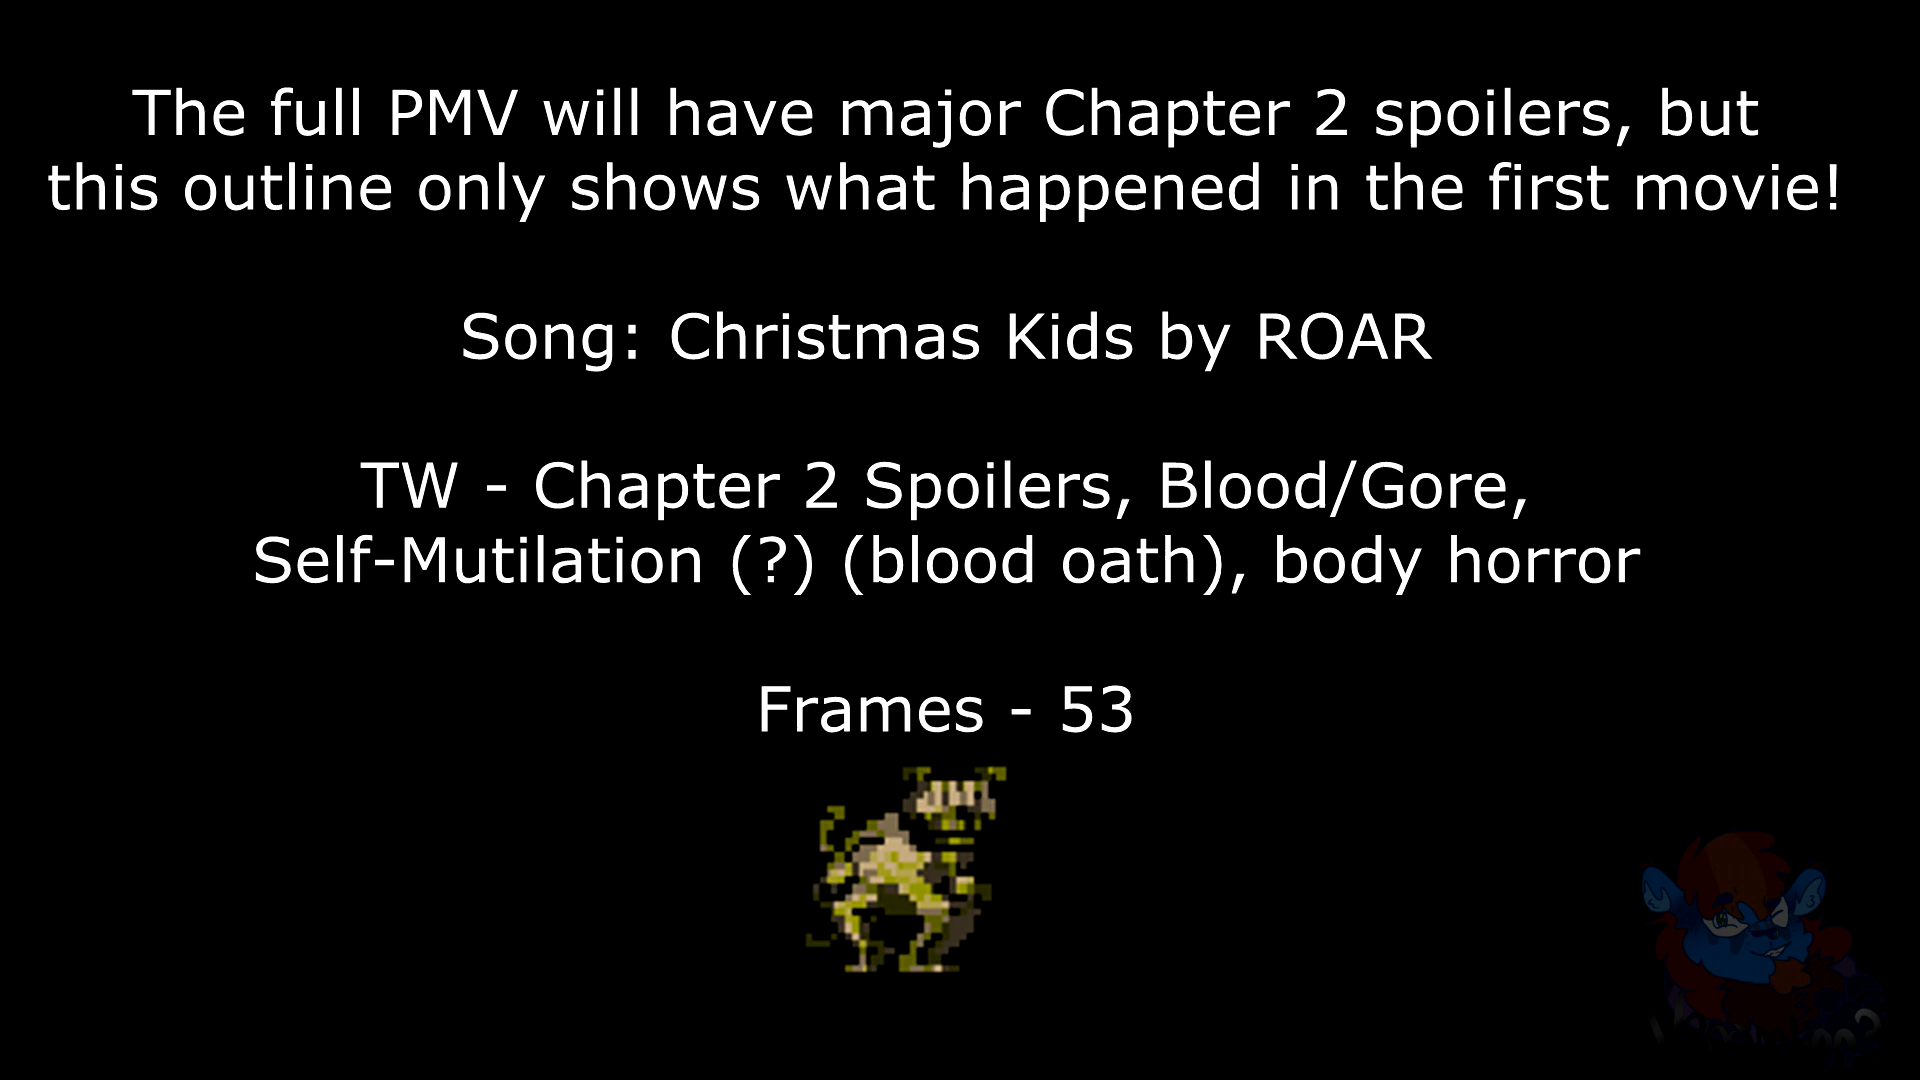 The full PMV will have major Chapter 2 spoilers, but
this outline only shows what happened in the first movie!
Song: Christmas Kids by ROAR
TW - Chapter 2 Spoilers, Blood/Gore,
Self-Mutilation (?) (blood oath), body horror
Frames - 53